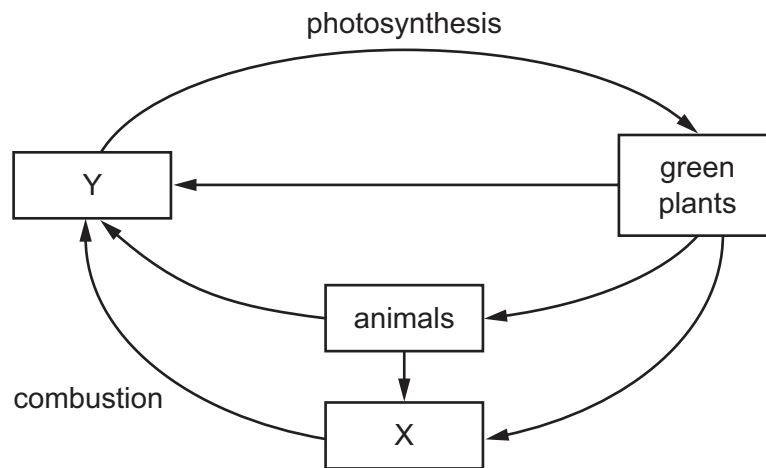 photosynthesis
Y
green
plants
animals
combustion
X